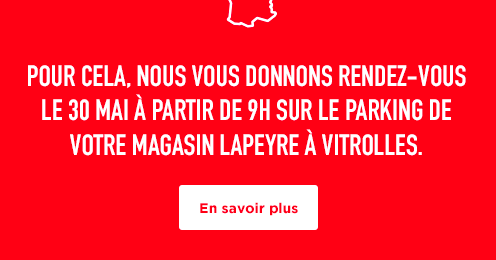 POUR CELA, NOUS VOUS DONNONS RENDEZ-VOUS
LE 30 MAI À PARTIR DE 9H SUR LE PARKING DE
VOTRE MAGASIN LAPEYRE À VITROLLES.
En savoir plus